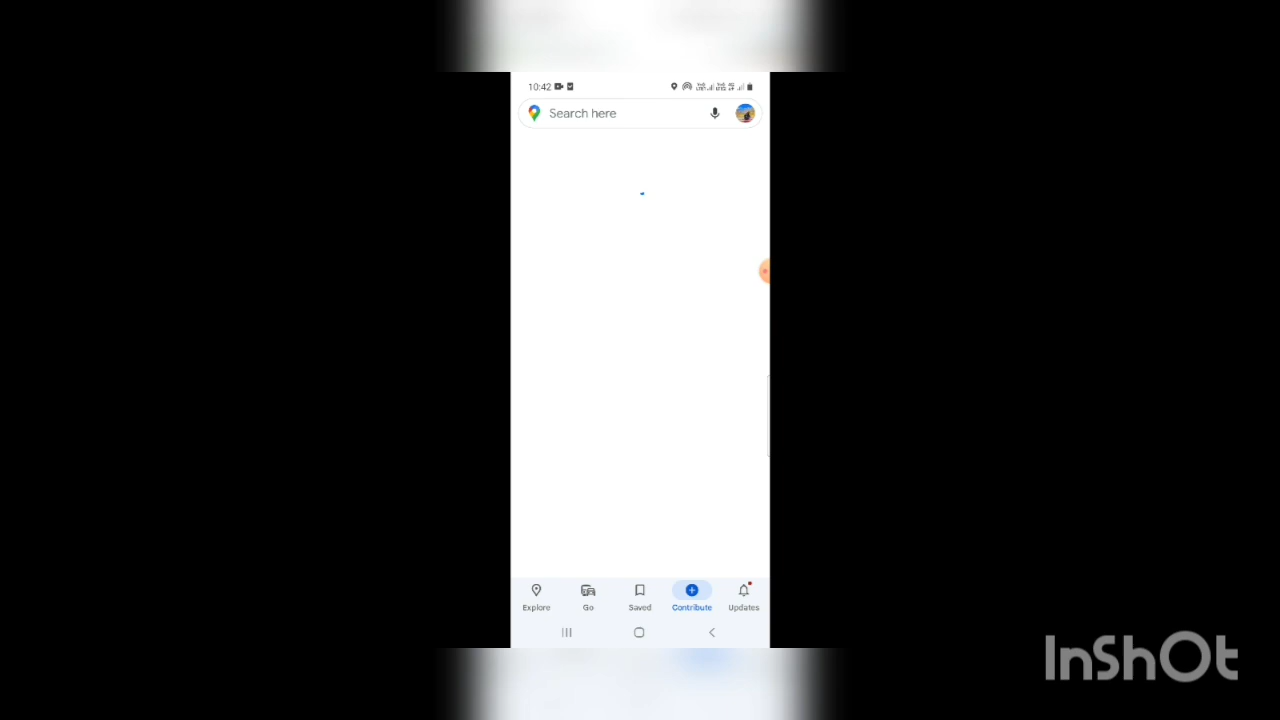 10:42
Search here
Explore
Go
Saved
Contribute
Updates
InShOt